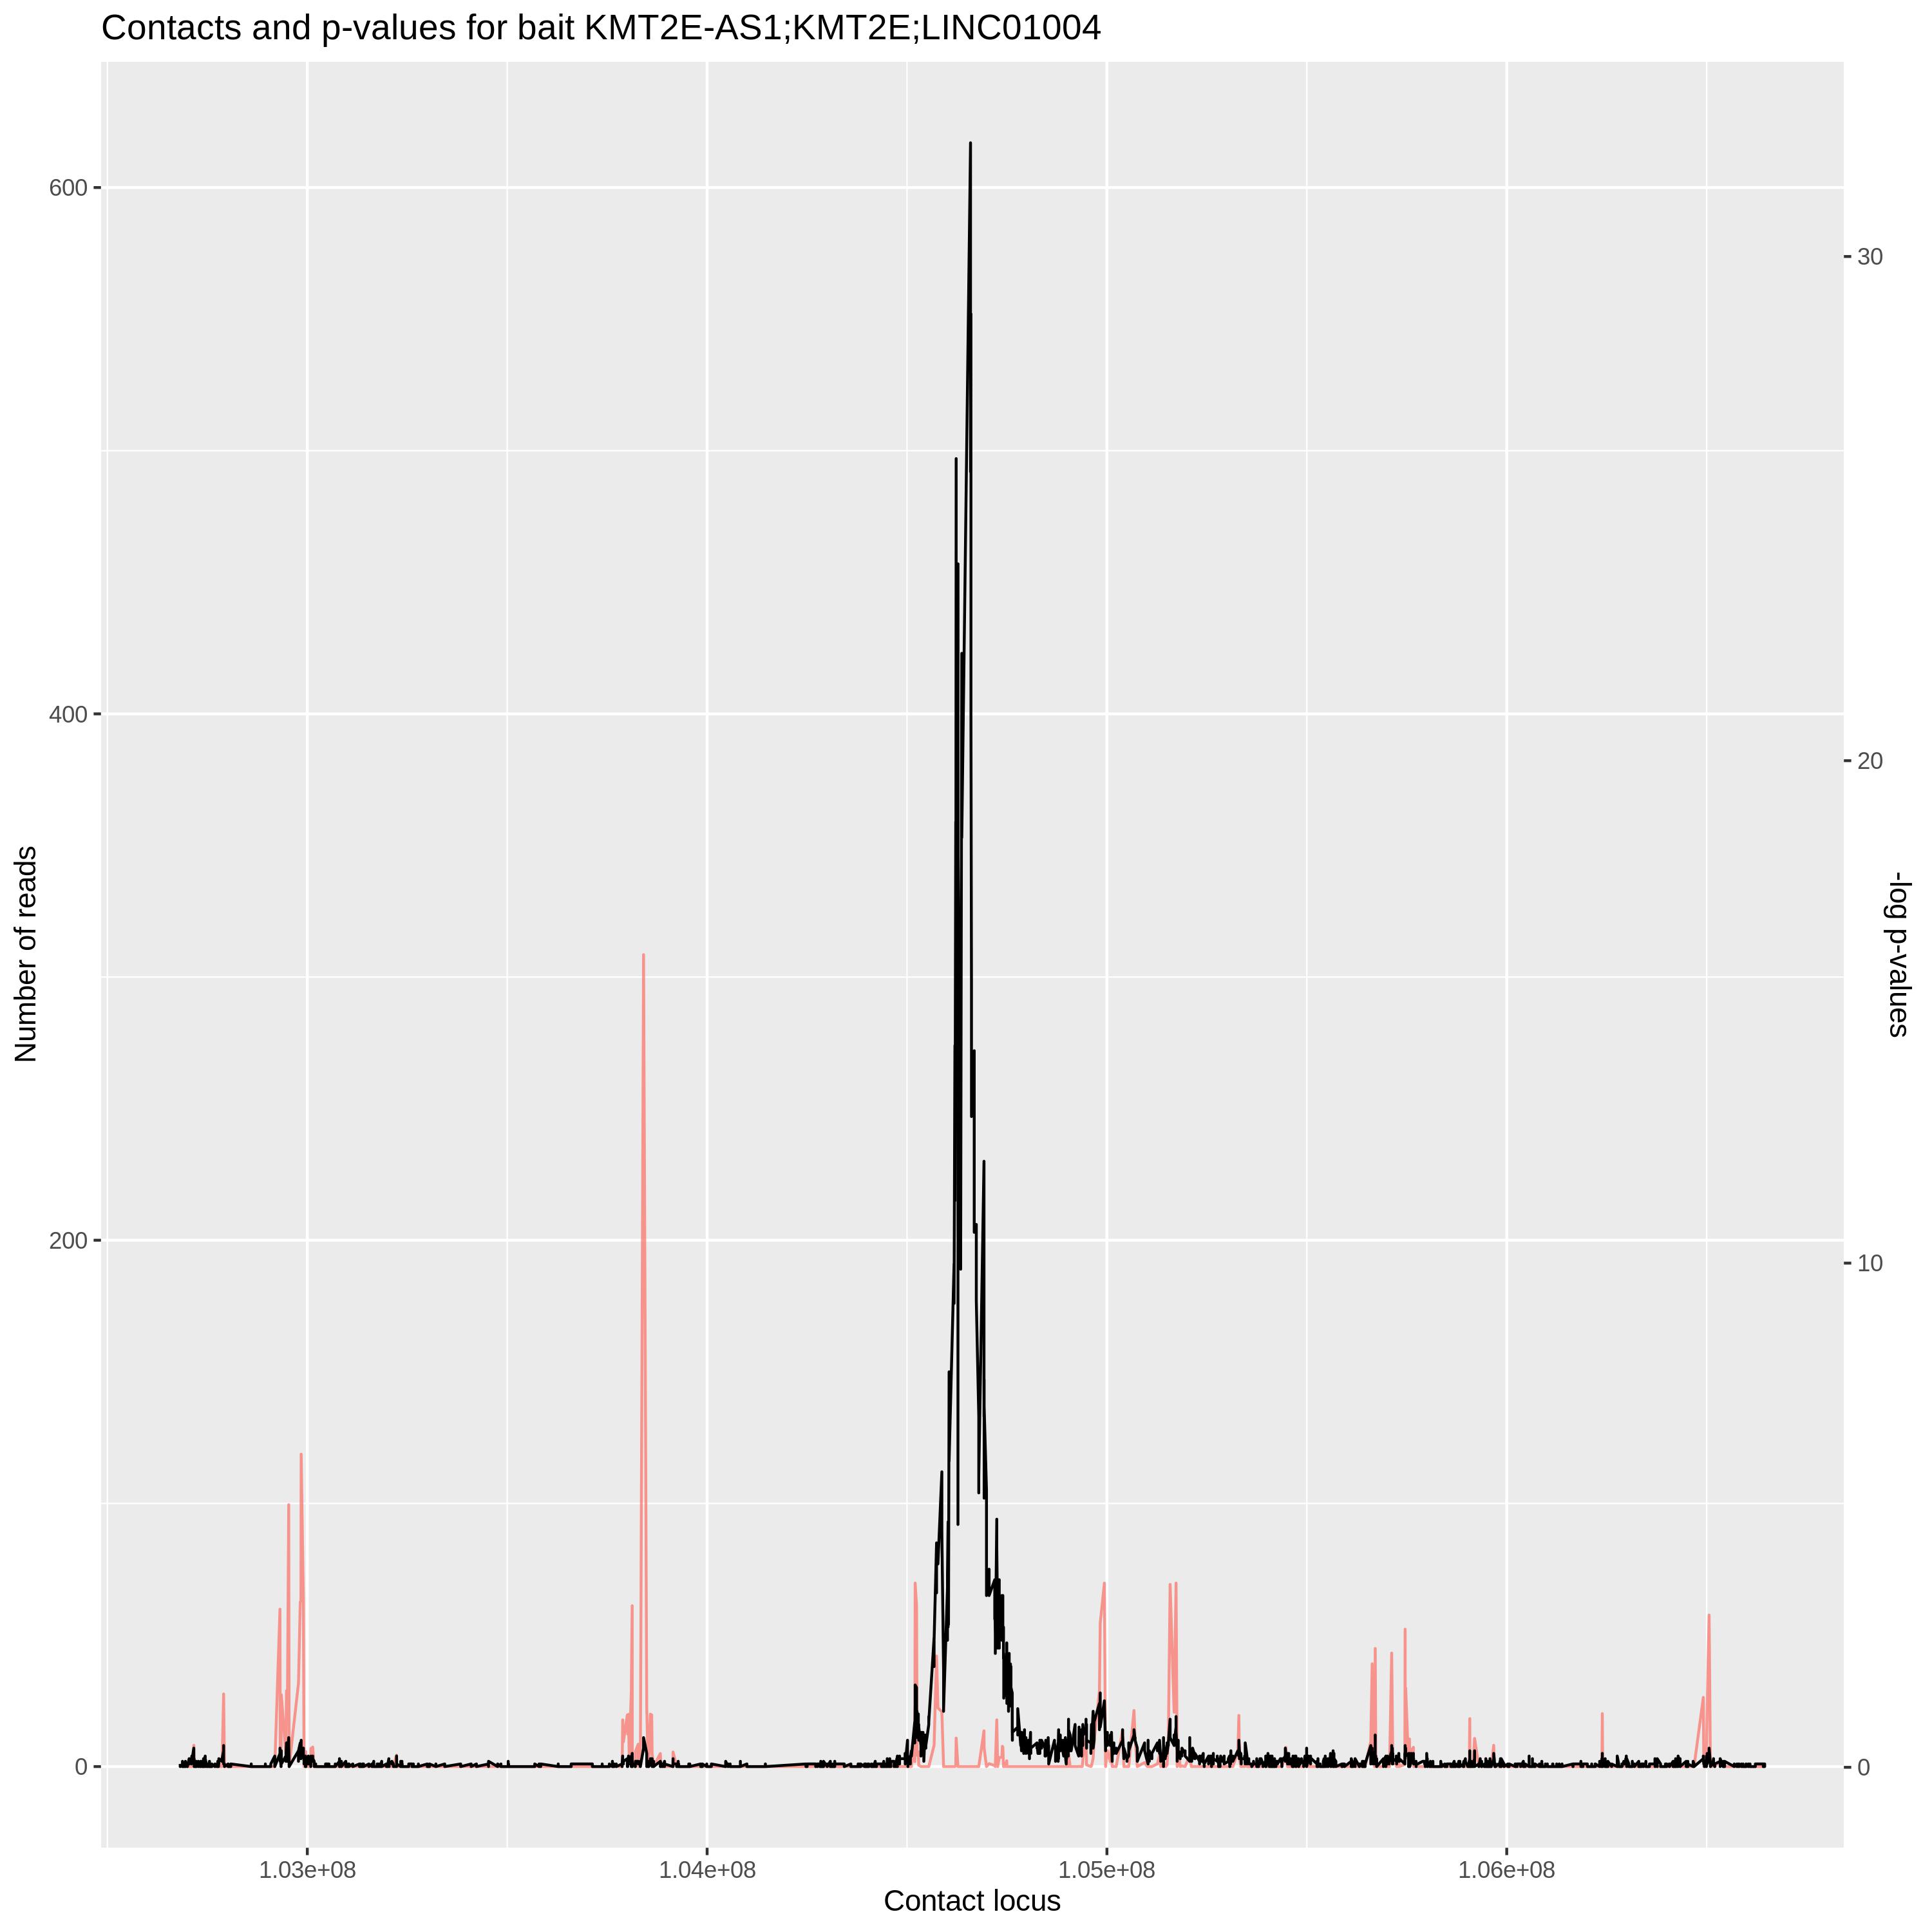 Contacts and p-values for bait KMT2E-AS1;KMT2E;LINC01004
600
400
200
0
30
20
10
0
Number of reads
-log p-values
1.03e+08
1.04e+08
1.05e+08
1.06e+08
Contact locus